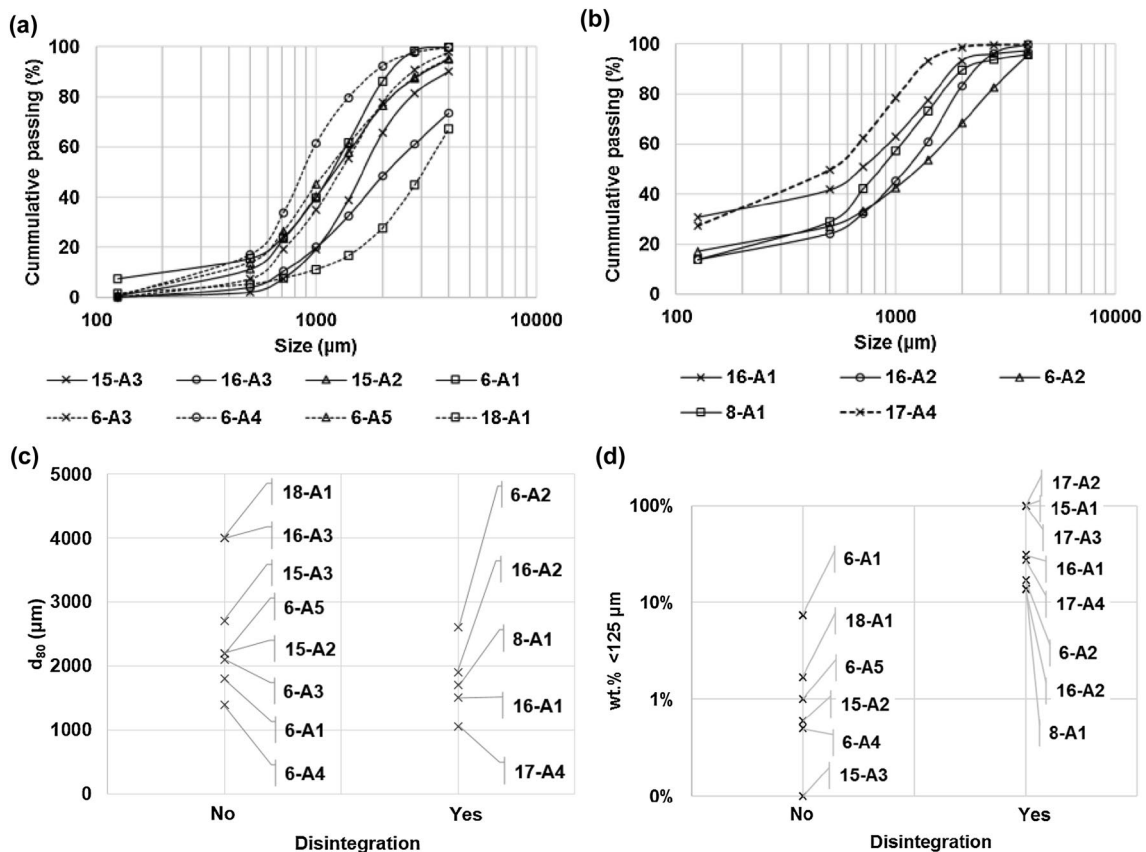 (a)
Cummulative passing (%)
100
80
60
40
20
0
100
1000
10000
Size (µm)
15-A3
16-A3
15-A2
6-A1
6-A3
6-A4
6-A5
18-A1
(b)
Cummulative passing (%)
100
80
60
40
20
0
100
1000
10000
Size (µm)
16-A1
16-A2
6-A2
8-A1
17-A4
(c)
d80 (µm)
5000
4000
3000
2000
1000
0
18-A1
16-A3
15-A3
6-A5
15-A2
6-A3
6-A1
6-A4
6-A2
16-A2
8-A1
16-A1
17-A4
No
Yes
Disintegration
(d)
wt.% <125 µm
100%
10%
1%
0%
6-A1
18-A1
6-A5
15-A2
6-A4
15-A3
17-A2
15-A1
17-A3
16-A1
17-A4
6-A2
16-A2
8-A1
No
Yes
Disintegration